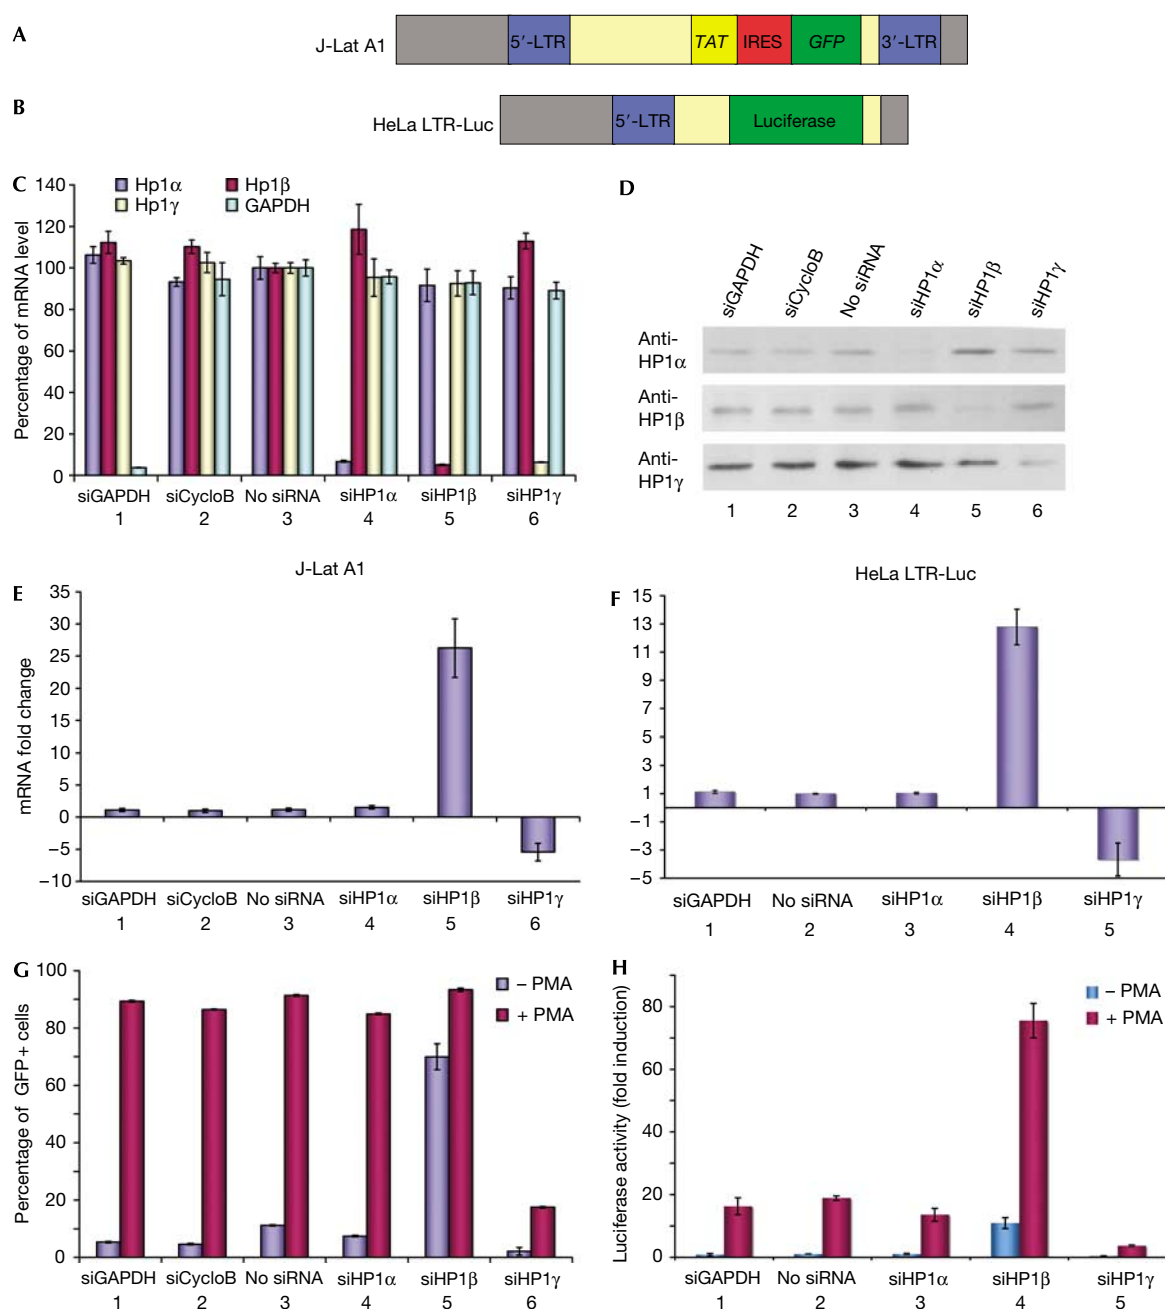 A
J-Lat A1
5′-LTR
TAT
IRES
GFP
3′-LTR
B
HeLa LTR-Luc
5′-LTR
Luciferase
C
Percentage of mRNA level
140
120
100
80
60
40
20
0
Hp1α
Hp1β
Hp1γ
GAPDH
siGAPDH siCycloB No siRNA siHP1α siHP1β siHP1γ
1 2 3 4 5 6
D
siGAPDH
siCycloB
No siRNA
siHP1α
siHP1β
siHP1γ
Anti-
HP1α
Anti-
HP1β
Anti-
HP1γ
1 2 3 4 5 6
E
J-Lat A1
mRNA fold change
35
30
25
20
15
10
5
0
−5
−10
siGAPDH siCycloB No siRNA siHP1α siHP1β siHP1γ
1 2 3 4 5 6
F
HeLa LTR-Luc
15
13
11
9
7
5
3
1
−1
−3
−5
siGAPDH No siRNA siHP1α siHP1β siHP1γ
1 2 3 4 5
G
Percentage of GFP+ cells
100
80
60
40
20
0
− PMA
+ PMA
siGAPDH siCycloB No siRNA siHP1α siHP1β siHP1γ
1 2 3 4 5 6
H
Luciferase activity (fold induction)
80
60
40
20
0
− PMA
+ PMA
siGAPDH No siRNA siHP1α siHP1β siHP1γ
1 2 3 4 5